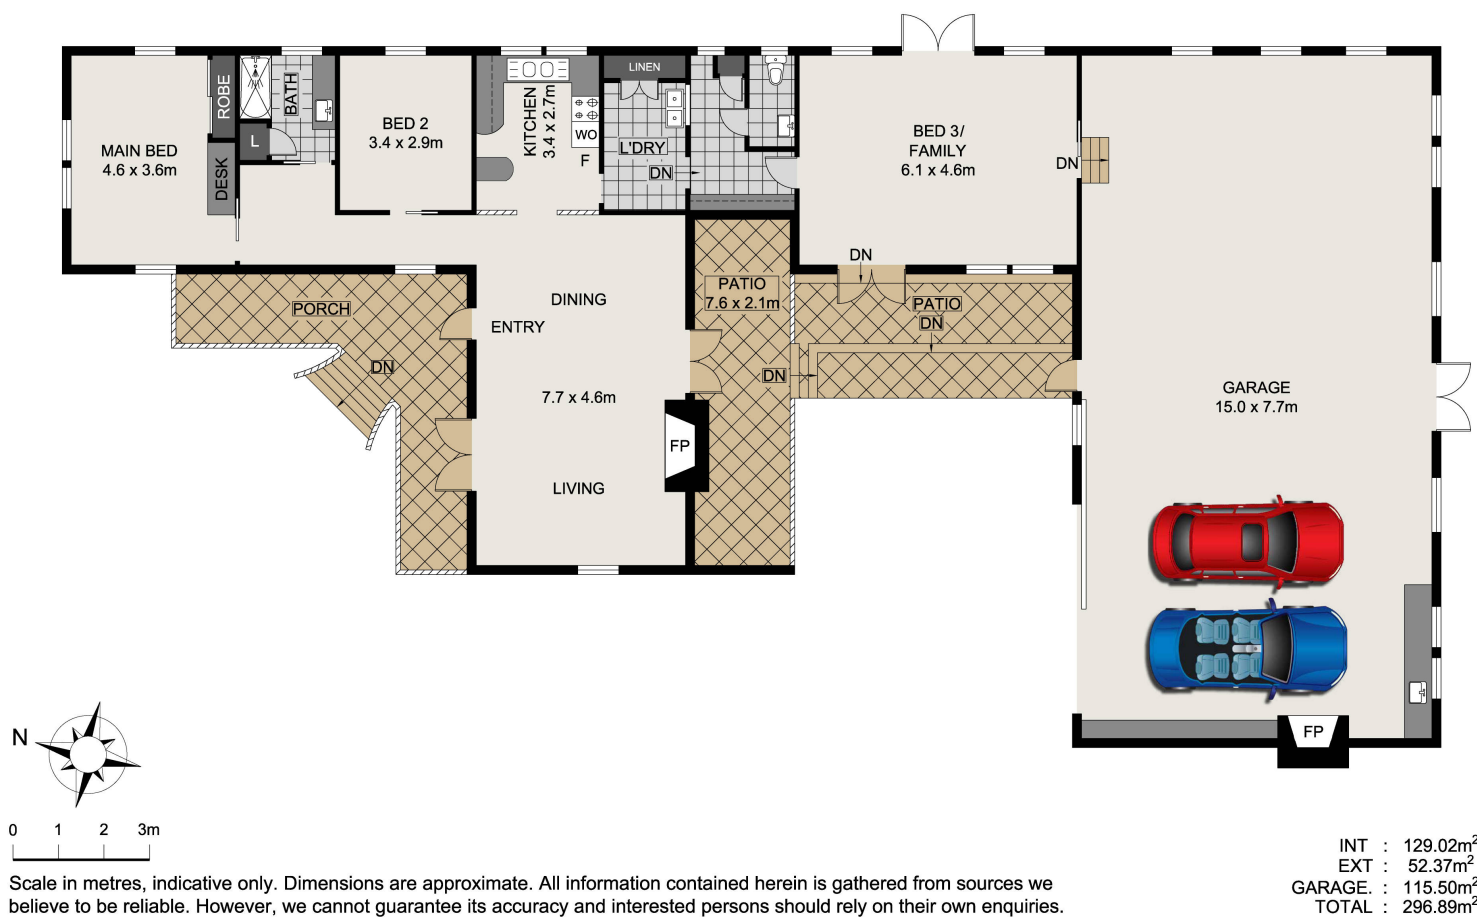 LINEN
ROBE
BATH
BED 2
3.4 x 2.9m
KITCHEN
3.4 x 2.7m
WO
F
L
L'DRY
DN
BED 3/
FAMILY
6.1 x 4.6m
DN
MAIN BED
4.6 x 3.6m
DESK
DN
PORCH
DINING
ENTRY
PATIO
7.6 x 2.1m
PATIO
DN
DN
DN
7.7 x 4.6m
GARAGE
15.0 x 7.7m
FP
LIVING
FP
N
0 1 2 3m
INT : 129.02m²
EXT : 52.37m²
GARAGE. : 115.50m²
TOTAL : 296.89m²
Scale in metres, indicative only. Dimensions are approximate. All information contained herein is gathered from sources we
believe to be reliable. However, we cannot guarantee its accuracy and interested persons should rely on their own enquiries.